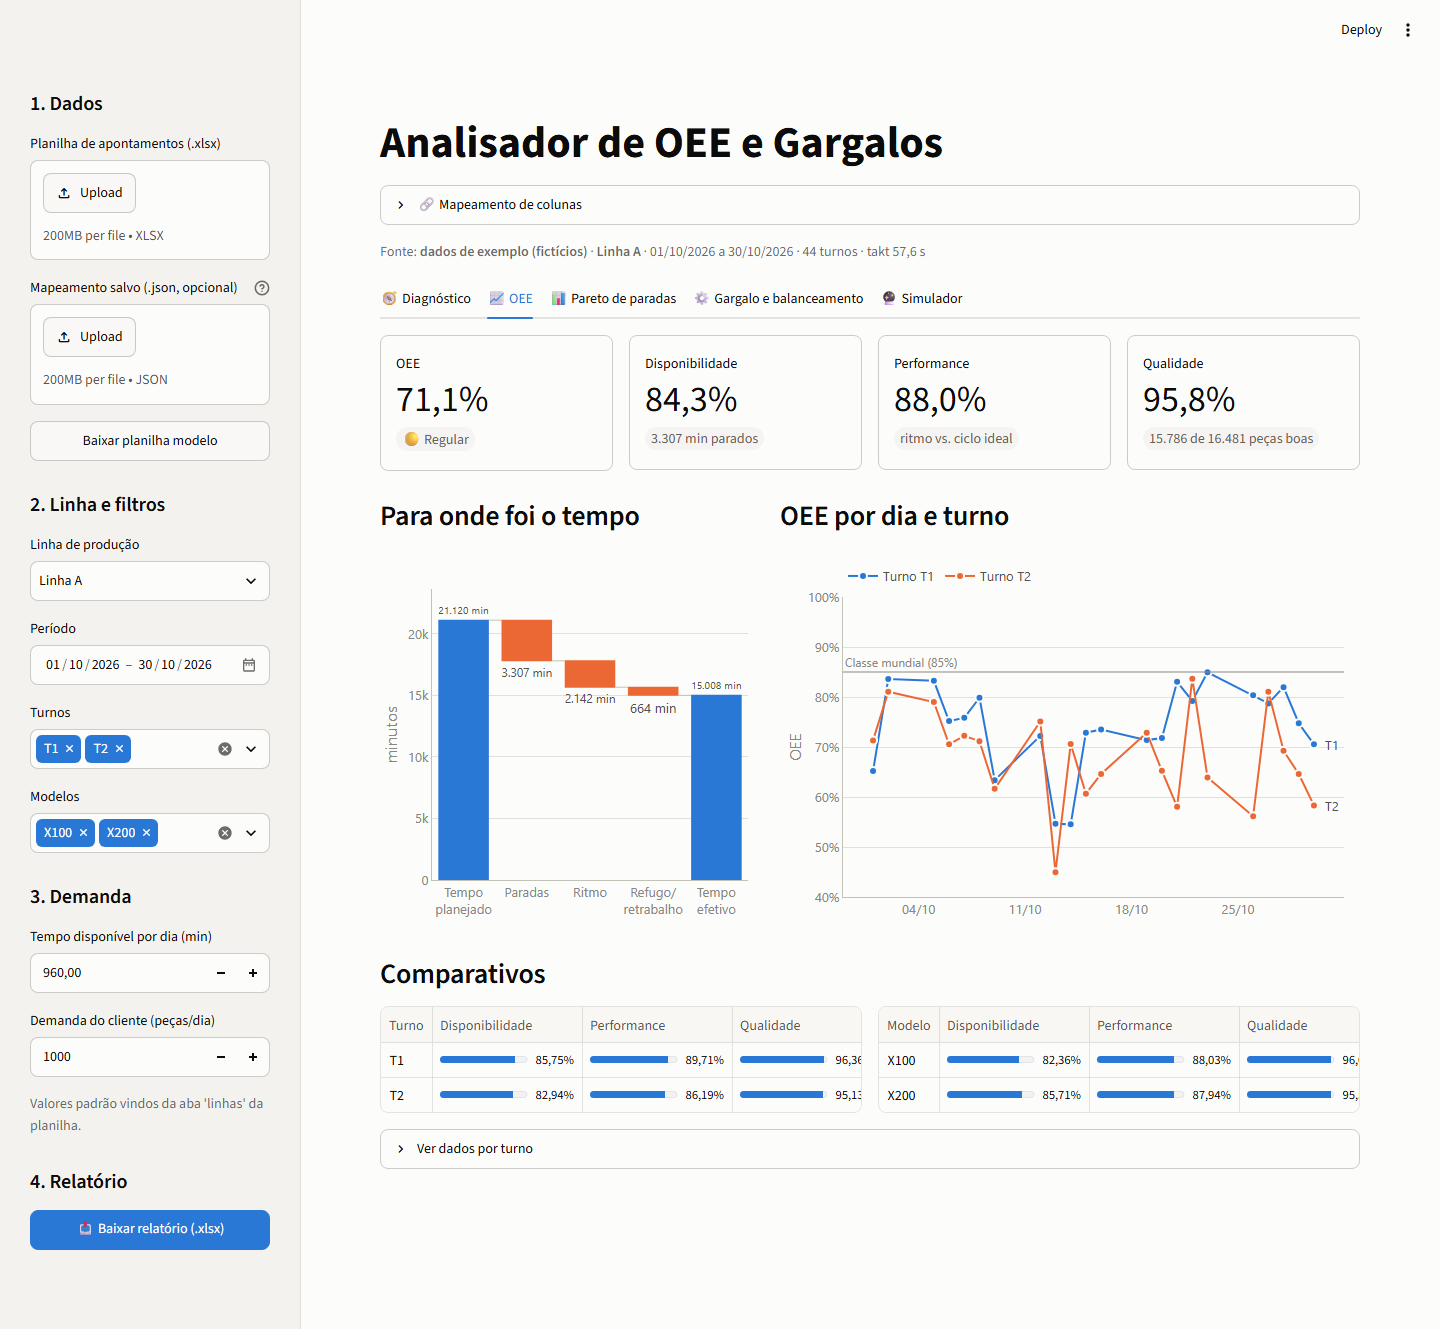 Deploy
1. Dados
Planilha de apontamentos (.xlsx)
Upload
200MB per file • XLSX
Mapeamento salvo (.json, opcional)
Upload
200MB per file • JSON
Baixar planilha modelo
2. Linha e filtros
Linha de produção
Linha A
Período
01 / 10 / 2026 – 30 / 10 / 2026
Turnos
T1 T2
Modelos
X100 X200
3. Demanda
Tempo disponível por dia (min)
960,00
Demanda do cliente (peças/dia)
1000
Valores padrão vindos da aba 'linhas' da
planilha.
4. Relatório
Baixar relatório (.xlsx)
Analisador de OEE e Gargalos
Mapeamento de colunas
Fonte: dados de exemplo (fictícios) · Linha A · 01/10/2026 a 30/10/2026 · 44 turnos · takt 57,6 s
Diagnóstico OEE Pareto de paradas Gargalo e balanceamento Simulador
OEE
71,1%
Regular
Disponibilidade
84,3%
3.307 min parados
Performance
88,0%
ritmo vs. ciclo ideal
Qualidade
95,8%
15.786 de 16.481 peças boas
Para onde foi o tempo
minutos
20k
15k
10k
5k
0
21.120 min
3.307 min
2.142 min
664 min
15.008 min
Tempo planejado
Paradas
Ritmo
Refugo/ retrabalho
Tempo efetivo
OEE por dia e turno
Turno T1 Turno T2
OEE
100%
90%
80%
70%
60%
50%
40%
Classe mundial (85%)
T1
T2
04/10 11/10 18/10 25/10
Comparativos
Turno Disponibilidade Performance Qualidade
T1 85,75% 89,71% 96,36
T2 82,94% 86,19% 95,13
Modelo Disponibilidade Performance Qualidade
X100 82,36% 88,03% 96,
X200 85,71% 87,94% 95,
Ver dados por turno